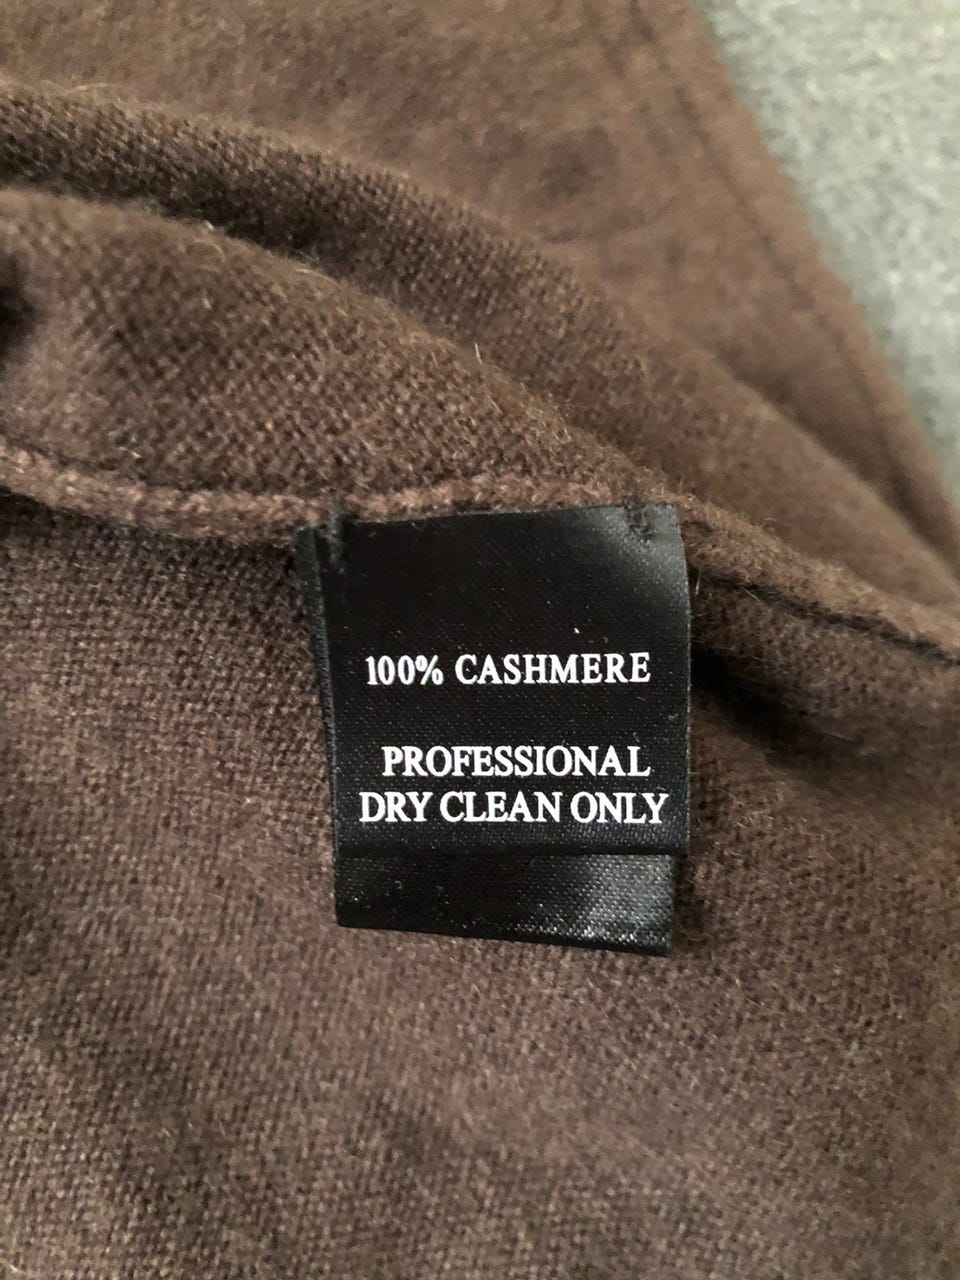 100% CASHMERE
PROFESSIONAL
DRY CLEAN ONLY